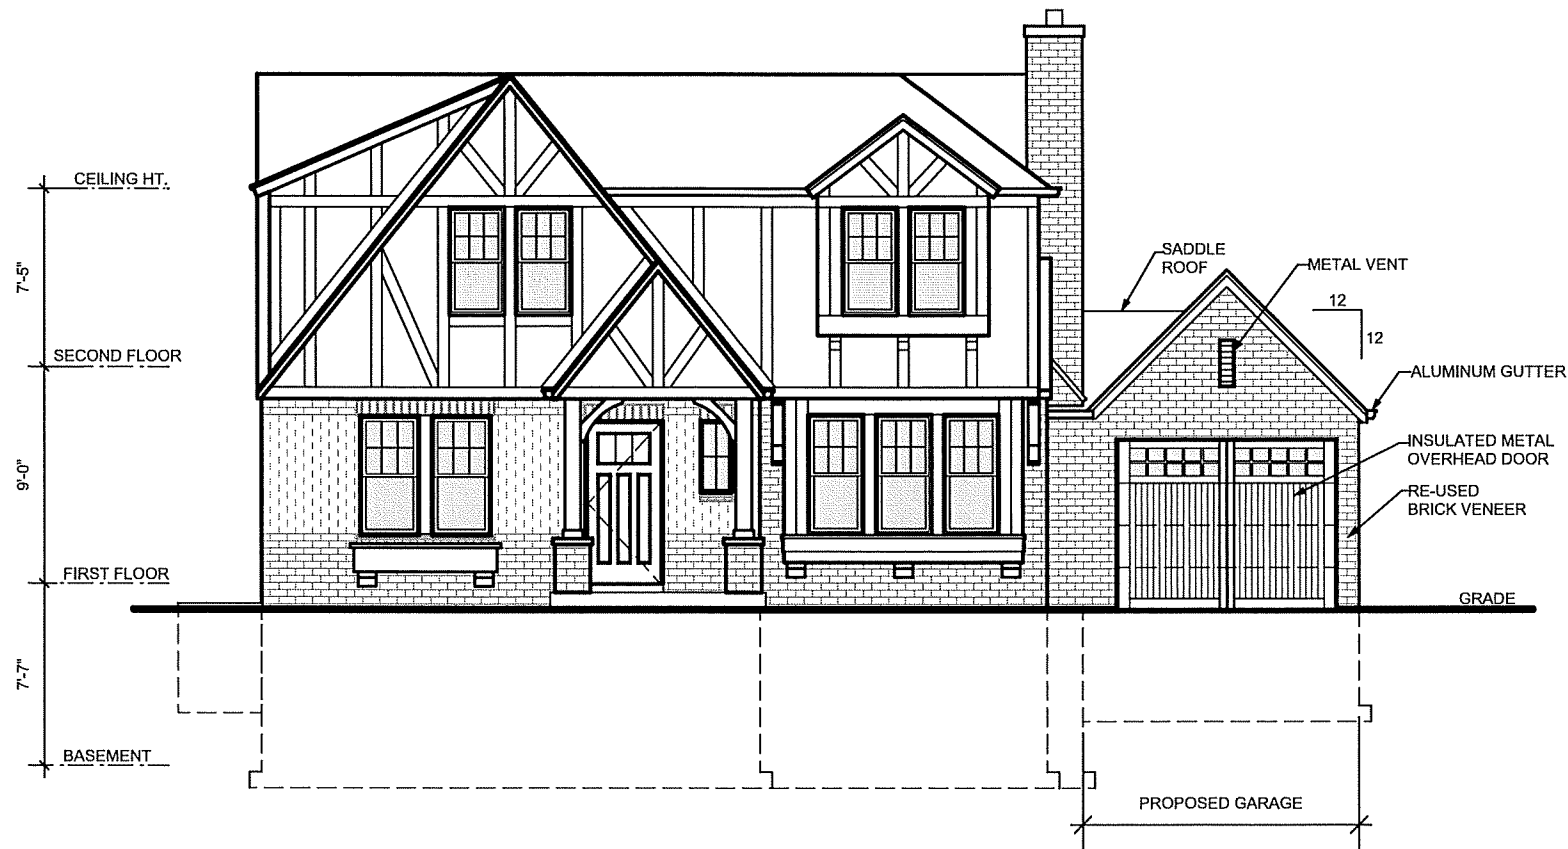 CEILING HT.
7'-5"
SECOND FLOOR
9'-0"
FIRST FLOOR
7'-7"
BASEMENT
SADDLE
ROOF
METAL VENT
12
12
ALUMINUM GUTTER
INSULATED METAL
OVERHEAD DOOR
RE-USED
BRICK VENEER
GRADE
PROPOSED GARAGE